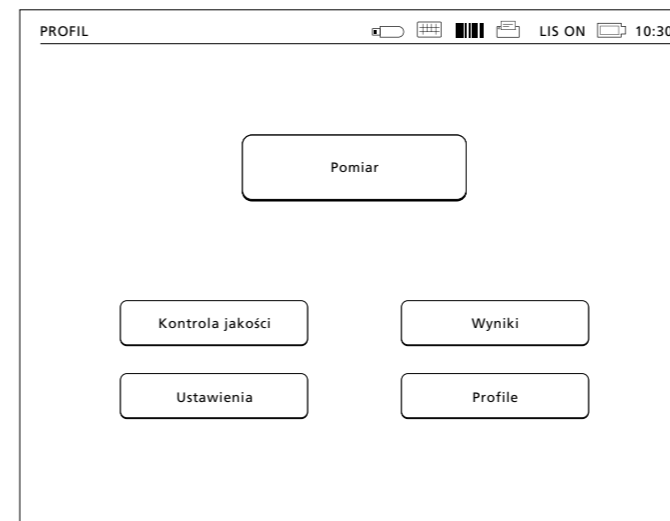 PROFIL LIS ON 10:30
Pomiar
Kontrola jakości Wyniki
Ustawienia Profile